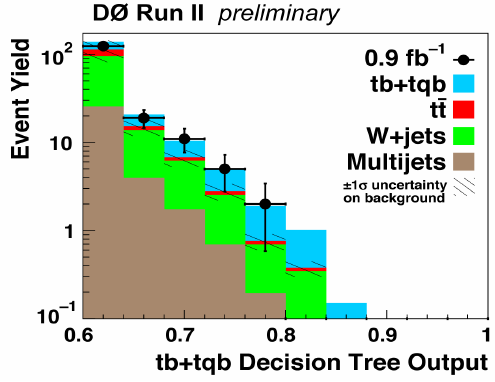 DØ Run II preliminary
Event Yield
0.9 fb⁻¹
tb+tqb
tt̄
W+jets
Multijets
±1σ uncertainty
on background
10²
10
1
10⁻¹
0.6 0.7 0.8 0.9 1
tb+tqb Decision Tree Output